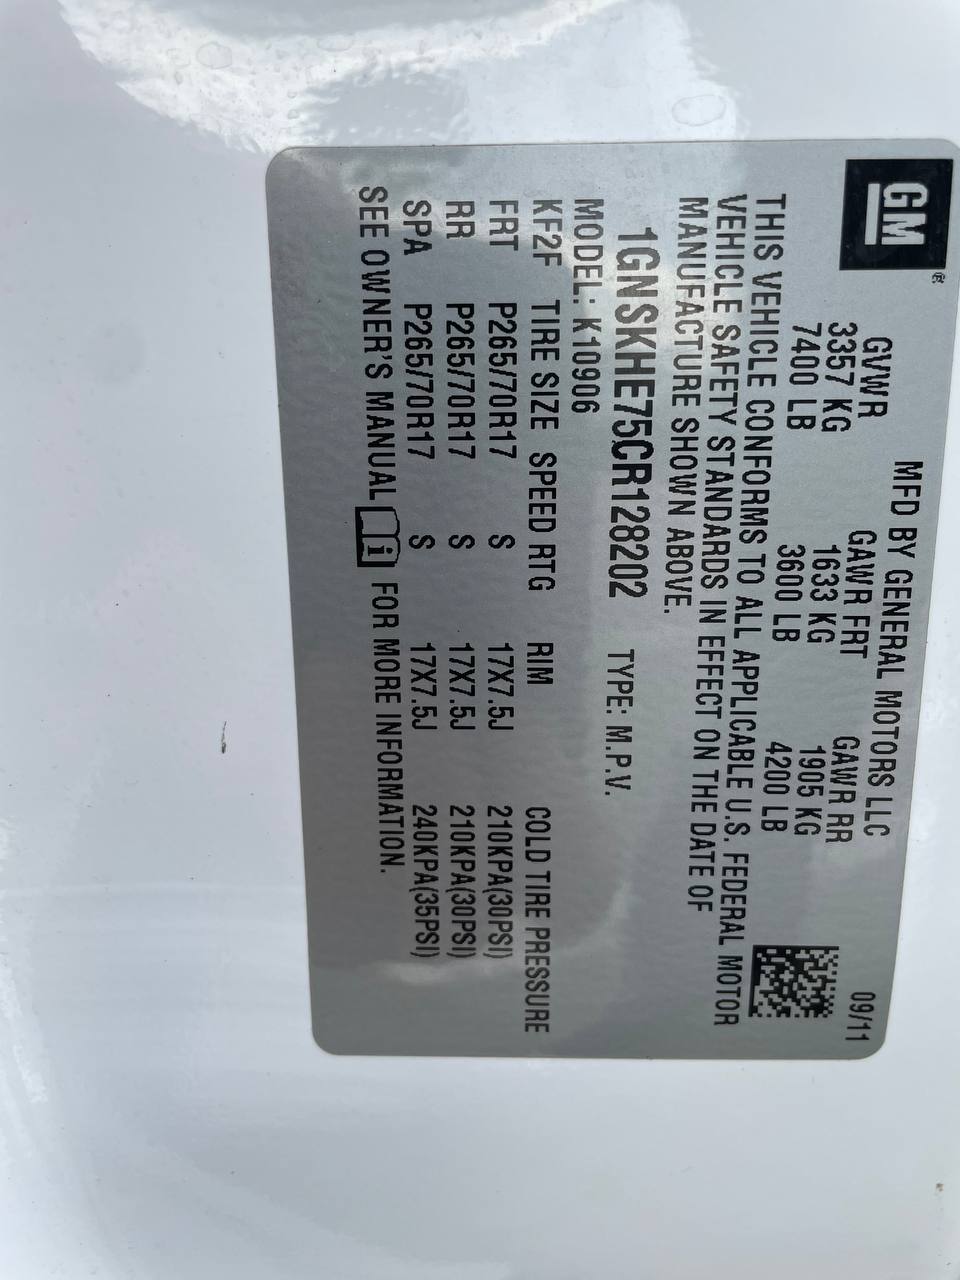 GM ®
MFD BY GENERAL MOTORS LLC 09/11
GVWR GAWR FRT GAWR RR
3357 KG 1633 KG 1905 KG
7400 LB 3600 LB 4200 LB
THIS VEHICLE CONFORMS TO ALL APPLICABLE U.S. FEDERAL MOTOR
VEHICLE SAFETY STANDARDS IN EFFECT ON THE DATE OF
MANUFACTURE SHOWN ABOVE.
1GNSKHE75CR128202 TYPE: M.P.V.
MODEL: K10906
KF2F TIRE SIZE SPEED RTG RIM COLD TIRE PRESSURE
FRT P265/70R17 S 17X7.5J 210KPA(30PSI)
RR P265/70R17 S 17X7.5J 210KPA(30PSI)
SPA P265/70R17 S 17X7.5J 240KPA(35PSI)
SEE OWNER'S MANUAL i FOR MORE INFORMATION.